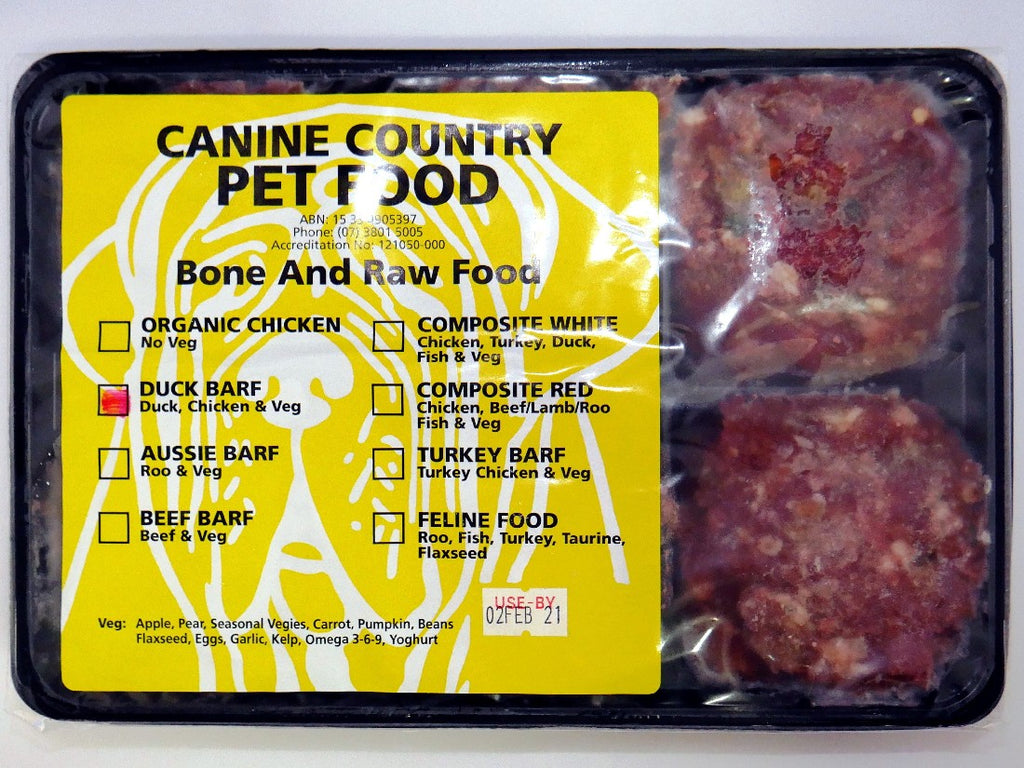 CANINE COUNTRY
PET FOOD
ABN: 15 33 4905397
Phone: (07) 3801 5005
Accreditation No: 121050-000
Bone And Raw Food
ORGANIC CHICKEN
No Veg
DUCK BARF
Duck, Chicken & Veg
AUSSIE BARF
Roo & Veg
BEEF BARF
Beef & Veg
COMPOSITE WHITE
Chicken, Turkey, Duck,
Fish & Veg
COMPOSITE RED
Chicken, Beef/Lamb/Roo
Fish & Veg
TURKEY BARF
Turkey Chicken & Veg
FELINE FOOD
Roo, Fish, Turkey, Taurine,
Flaxseed
USE-BY
02FEB 21
Veg: Apple, Pear, Seasonal Vegies, Carrot, Pumpkin, Beans
Flaxseed, Eggs, Garlic, Kelp, Omega 3-6-9, Yoghurt